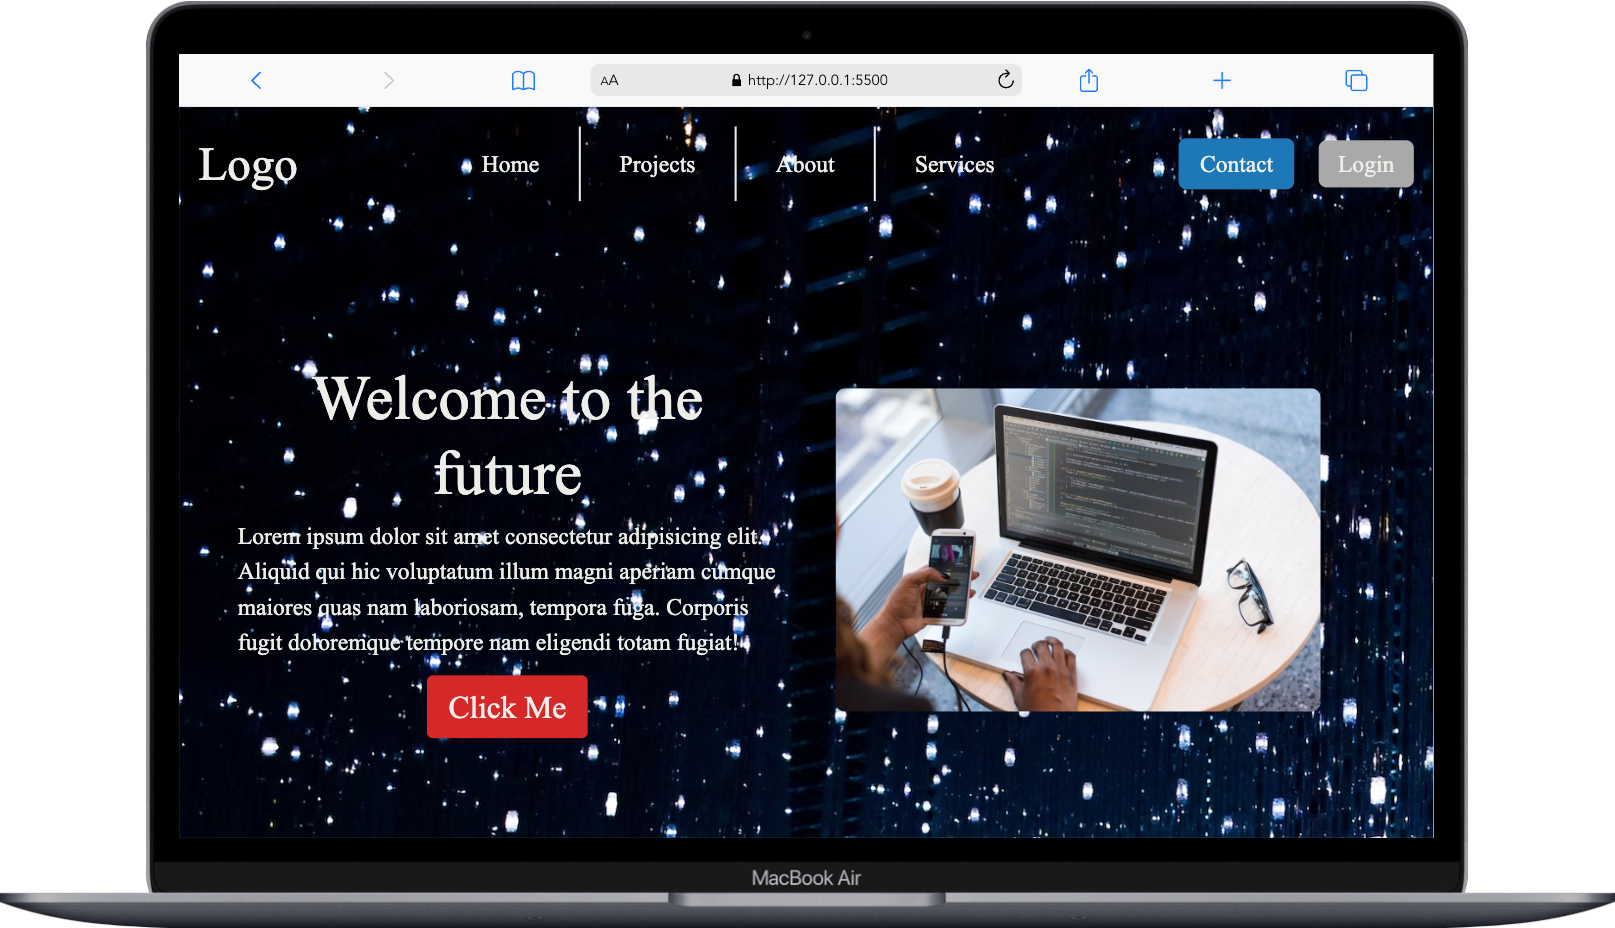 AA http://127.0.0.1:5500
Logo Home Projects About Services Contact Login
Welcome to the
future
Lorem ipsum dolor sit amet consectetur adipisicing elit.
Aliquid qui hic voluptatum illum magni aperiam cumque
maiores quas nam laboriosam, tempora fuga. Corporis
fugit doloremque tempore nam eligendi totam fugiat!
Click Me
MacBook Air